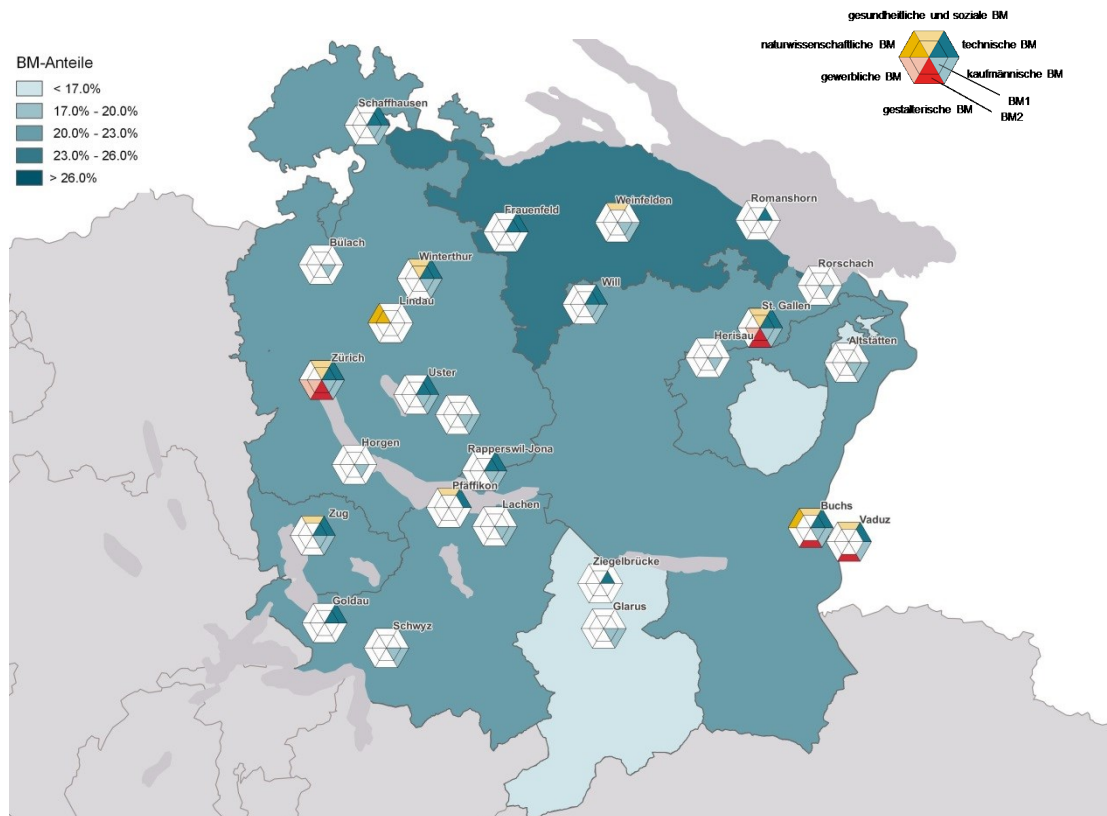 gesundheitliche und soziale BM
naturwissenschaftliche BM
technische BM
gewerbliche BM
kaufmännische BM
BM1
gestalterische BM
BM2
BM-Anteile
< 17.0%
17.0% - 20.0%
20.0% - 23.0%
23.0% - 26.0%
> 26.0%
Schaffhausen
Frauenfeld
Weinfelden
Romanshorn
Bülach
Winterthur
Rorschach
Will
Lindau
St. Gallen
Herisau
Altstätten
Zürich
Uster
Horgen
Rapperswil-Jona
Pfäffikon
Lachen
Zug
Buchs
Vaduz
Ziegelbrücke
Goldau
Glarus
Schwyz